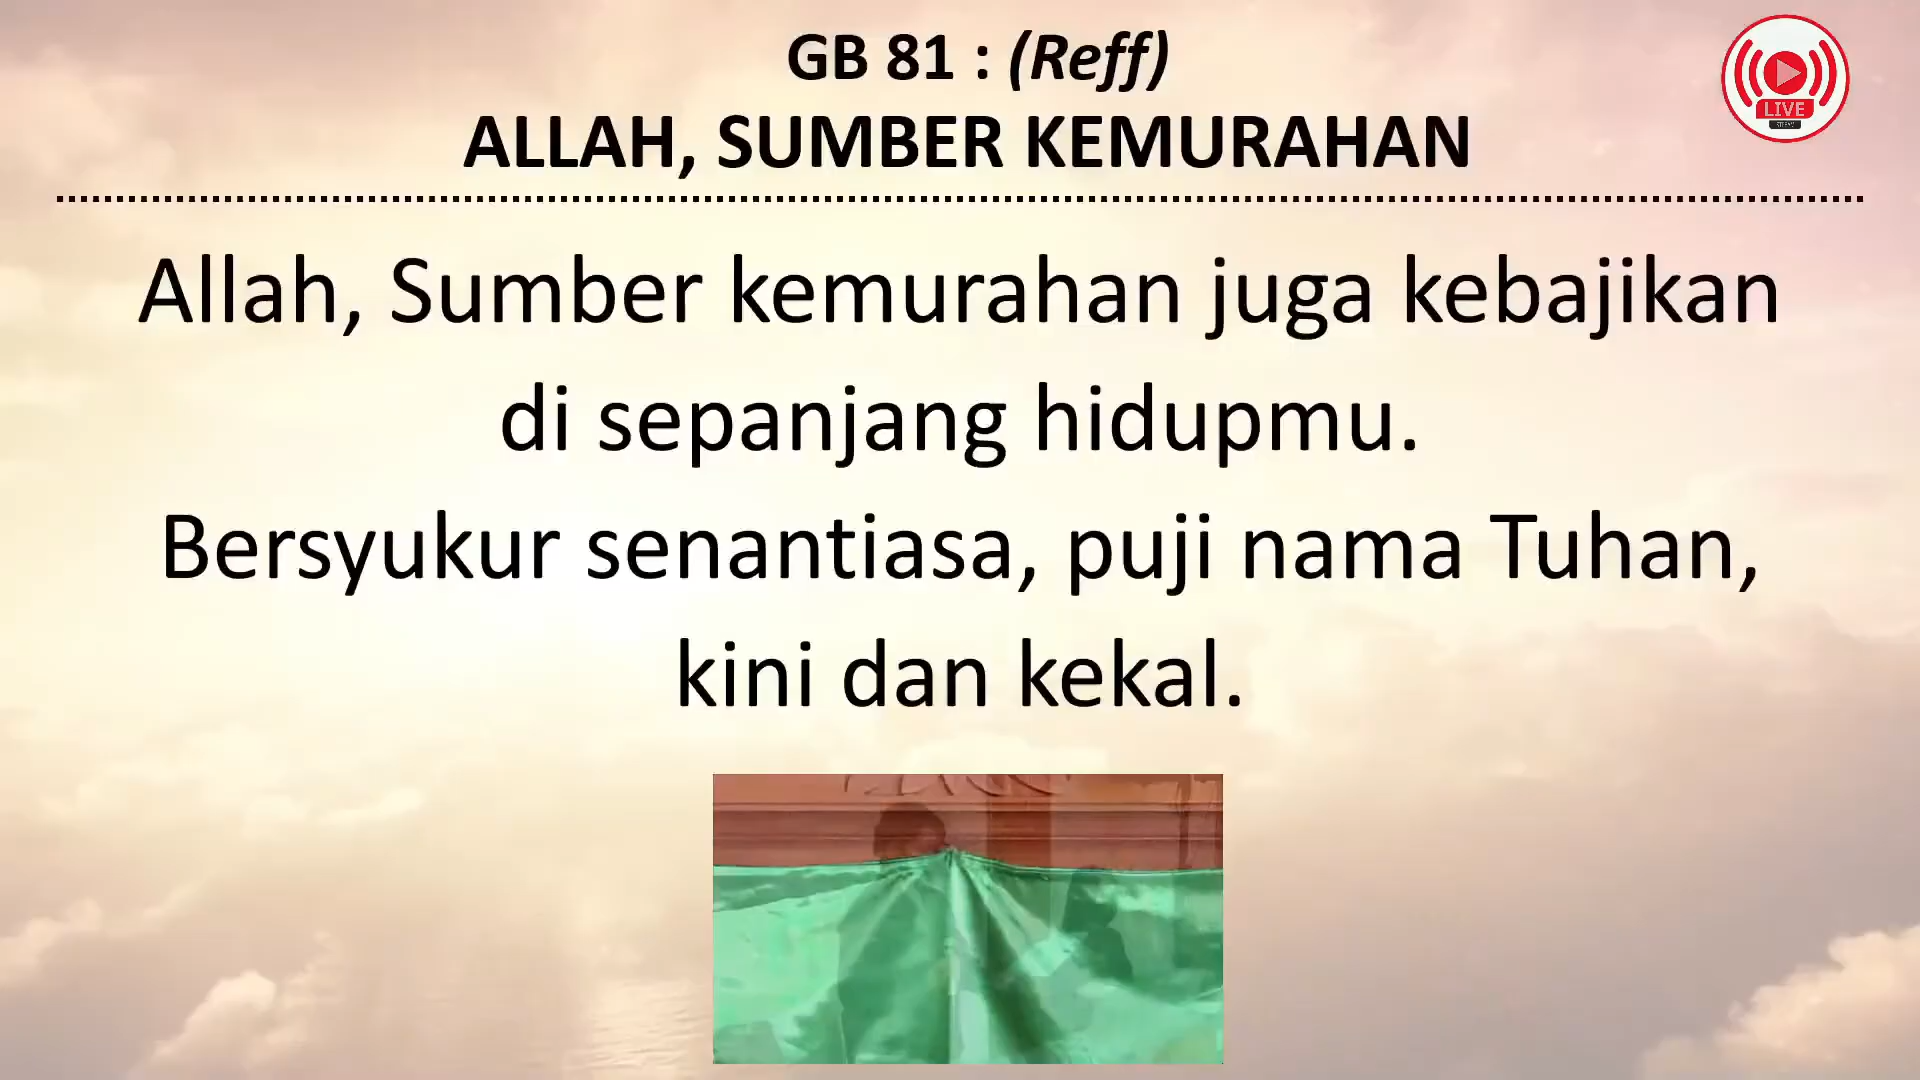 GB 81 : (Reff)
ALLAH, SUMBER KEMURAHAN
LIVE
Allah, Sumber kemurahan juga kebajikan
di sepanjang hidupmu.
Bersyukur senantiasa, puji nama Tuhan,
kini dan kekal.